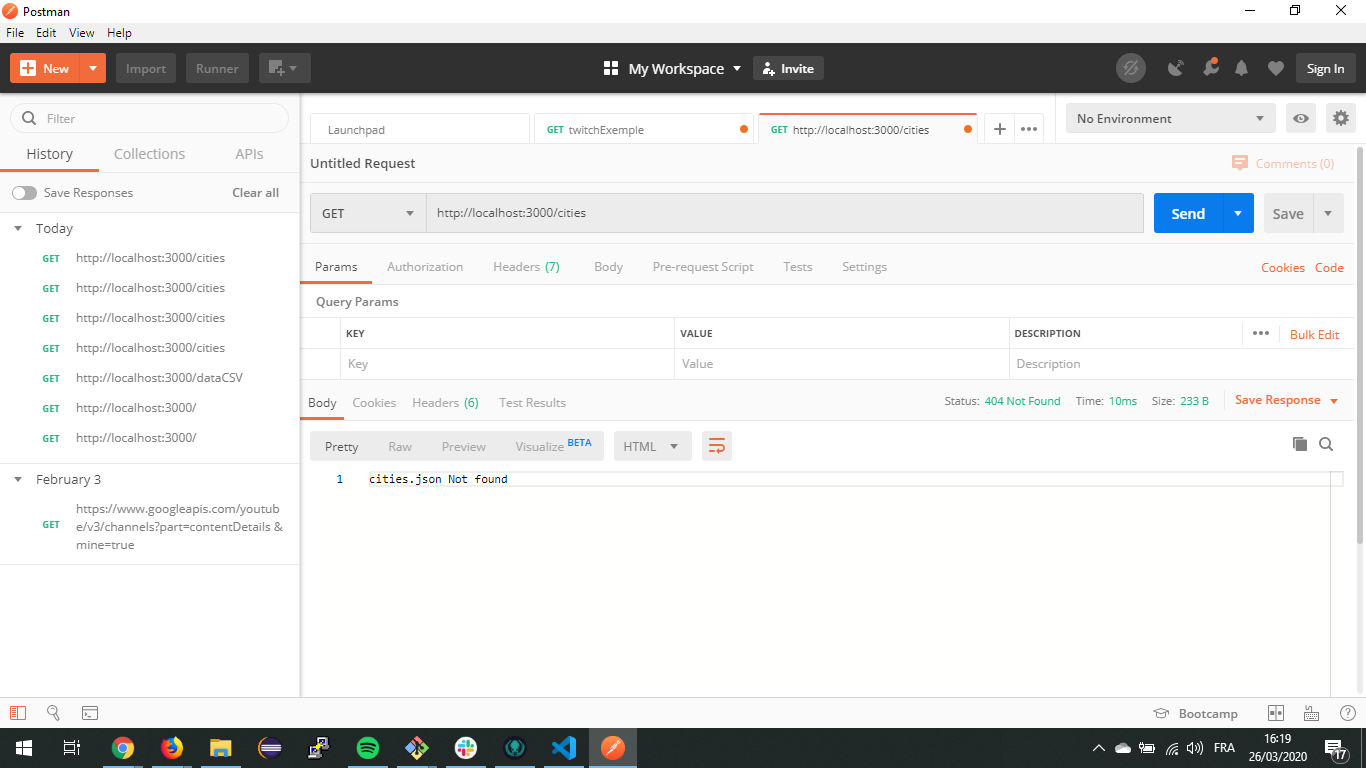 Postman
File Edit View Help
New Import Runner My Workspace Invite Sign In
Filter
History Collections APIs
Save Responses Clear all
Today
GET http://localhost:3000/cities
GET http://localhost:3000/cities
GET http://localhost:3000/cities
GET http://localhost:3000/cities
GET http://localhost:3000/dataCSV
GET http://localhost:3000/
GET http://localhost:3000/
February 3
GET https://www.googleapis.com/youtub
e/v3/channels?part=contentDetails &
mine=true
Launchpad GET twitchExemple GET http://localhost:3000/cities No Environment
Untitled Request Comments (0)
GET http://localhost:3000/cities Send Save
Params Authorization Headers (7) Body Pre-request Script Tests Settings Cookies Code
Query Params
KEY VALUE DESCRIPTION Bulk Edit
Key Value Description
Body Cookies Headers (6) Test Results Status: 404 Not Found Time: 10ms Size: 233 B Save Response
Pretty Raw Preview Visualize BETA HTML
1 cities.json Not found
Bootcamp
FRA
16:19
26/03/2020
17